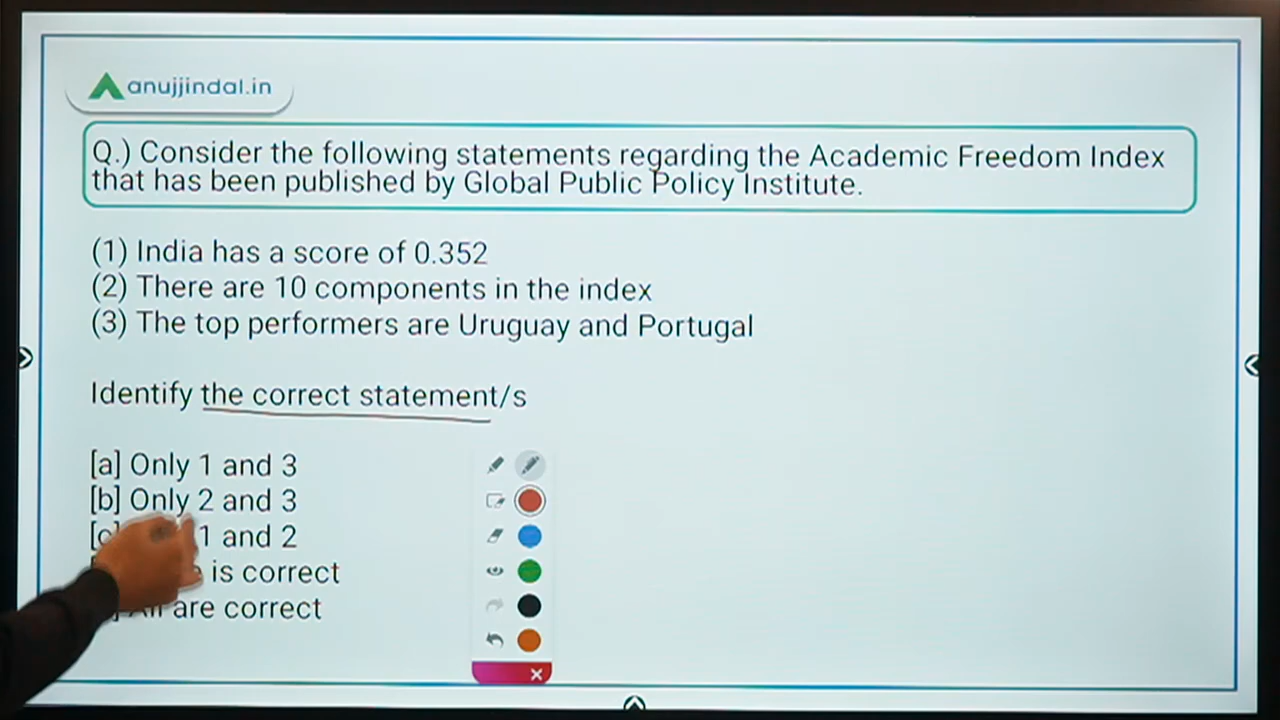 anujjindal.in
Q.) Consider the following statements regarding the Academic Freedom Index
that has been published by Global Public Policy Institute.
(1) India has a score of 0.352
(2) There are 10 components in the index
(3) The top performers are Uruguay and Portugal
Identify the correct statement/s
[a] Only 1 and 3
[b] Only 2 and 3
1 and 2
is correct
are correct